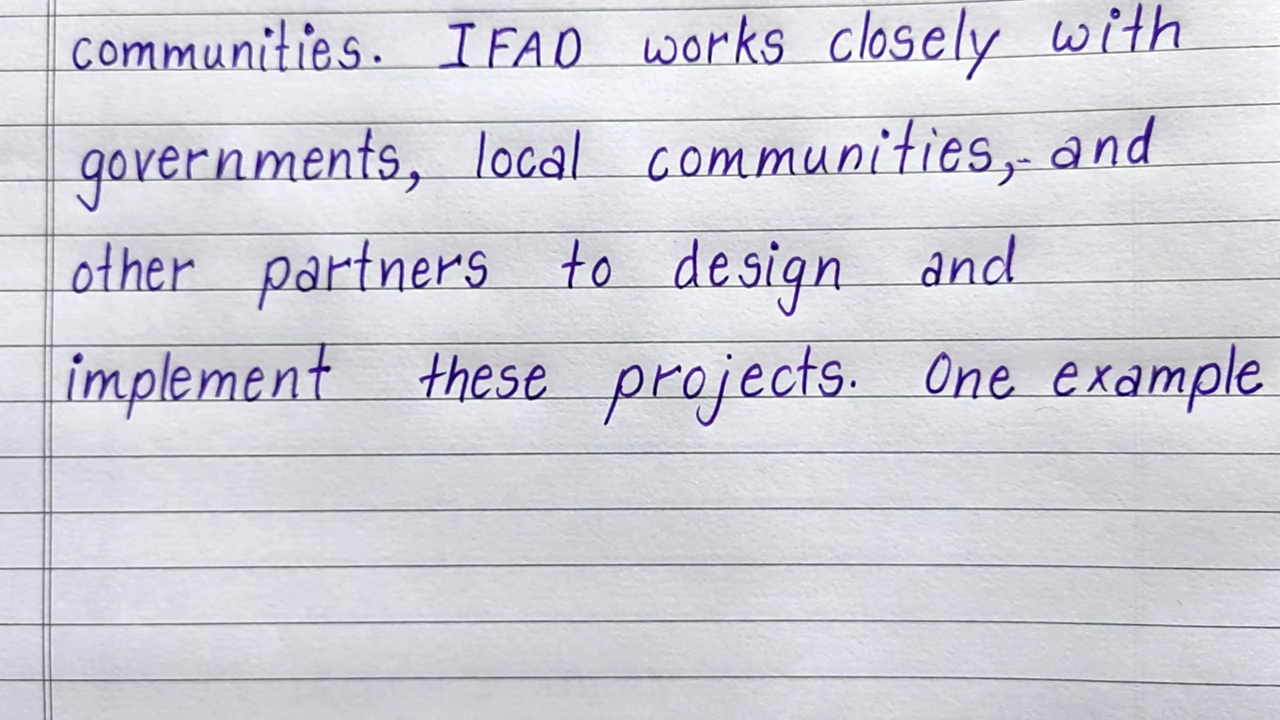 communities. IFAD works closely with
governments, local communities,- and
other partners to design and
implement these projects. One example